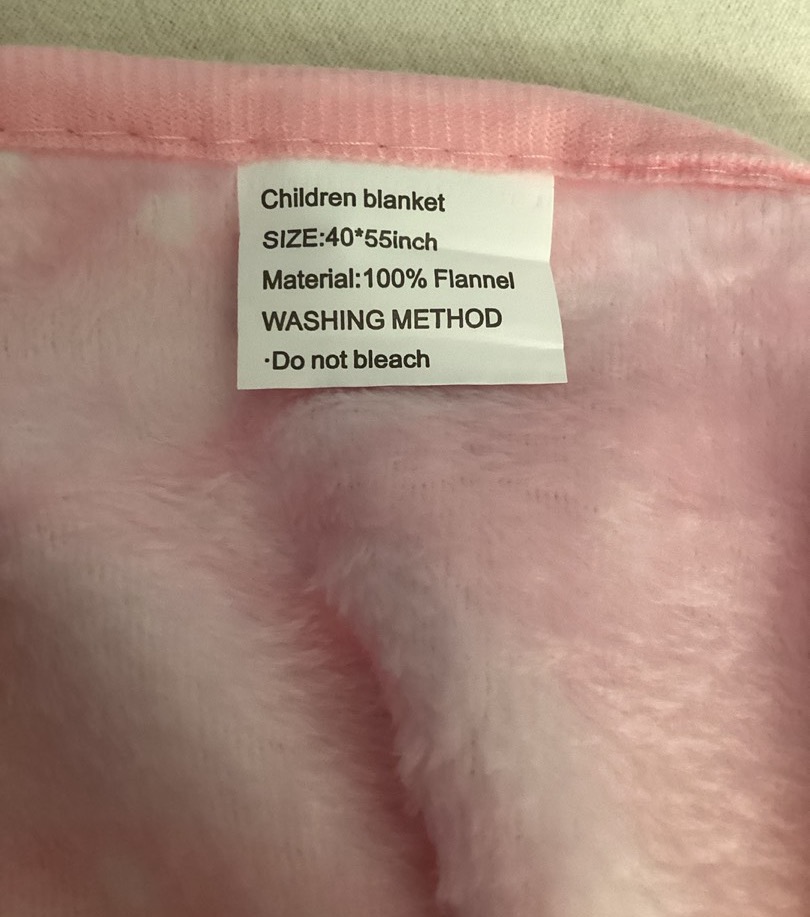 Children blanket
SIZE:40*55inch
Material:100% Flannel
WASHING METHOD
·Do not bleach